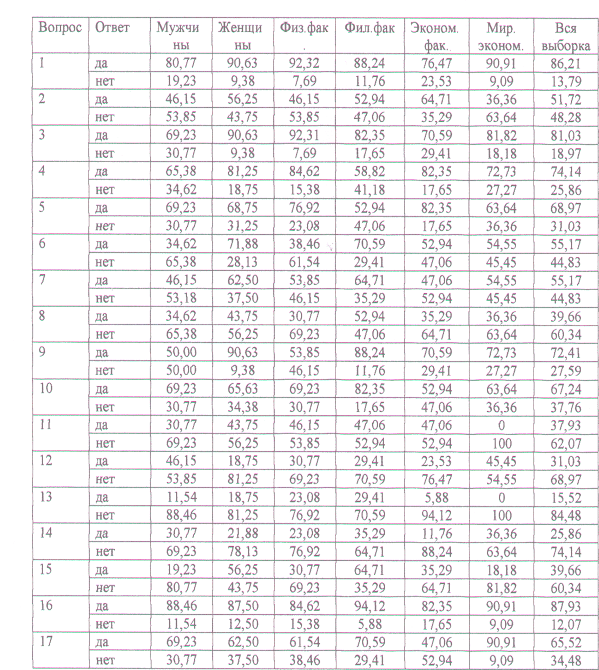 Вопрос Ответ Мужчи Женщи Физ.фак Фил.фак Эконом. Мир. Вся
ны ны . фак. эконом. выборка
1 да 80,77 90,63 92,32 88,24 76,47 90,91 86,21
нет 19,23 9,38 7,69 11,76 23,53 9,09 13,79
2 да 46,15 56,25 46,15 52,94 64,71 36,36 51,72
нет 53,85 43,75 53,85 47,06 35,29 63,64 48,28
3 да 69,23 90,63 92,31 82,35 70,59 81,82 81,03
нет 30,77 9,38 7,69 17,65 29,41 18,18 18,97
4 да 65,38 81,25 84,62 58,82 82,35 72,73 74,14
нет 34,62 18,75 15,38 41,18 17,65 27,27 25,86
5 да 69,23 68,75 76,92 52,94 82,35 63,64 68,97
нет 30,77 31,25 23,08 47,06 17,65 36,36 31,03
6 да 34,62 71,88 38,46 70,59 52,94 54,55 55,17
нет 65,38 28,13 61,54 29,41 47,06 45,45 44,83
7 да 46,15 62,50 53,85 64,71 47,06 54,55 55,17
нет 53,18 37,50 46,15 35,29 52,94 45,45 44,83
8 да 34,62 43,75 30,77 52,94 35,29 36,36 39,66
нет 65,38 56,25 69,23 47,06 64,71 63,64 60,34
9 да 50,00 90,63 53,85 88,24 70,59 72,73 72,41
нет 50,00 9,38 46,15 11,76 29,41 27,27 27,59
10 да 69,23 65,63 69,23 82,35 52,94 63,64 67,24
нет 30,77 34,38 30,77 17,65 47,06 36,36 37,76
11 да 30,77 43,75 46,15 47,06 47,06 0 37,93
нет 69,23 56,25 53,85 52,94 52,94 100 62,07
12 да 46,15 18,75 30,77 29,41 23,53 45,45 31,03
нет 53,85 81,25 69,23 70,59 76,47 54,55 68,97
13 да 11,54 18,75 23,08 29,41 5,88 0 15,52
нет 88,46 81,25 76,92 70,59 94,12 100 84,48
14 да 30,77 21,88 23,08 35,29 11,76 36,36 25,86
нет 69,23 78,13 76,92 64,71 88,24 63,64 74,14
15 да 19,23 56,25 30,77 64,71 35,29 18,18 39,66
нет 80,77 43,75 69,23 35,29 64,71 81,82 60,34
16 да 88,46 87,50 84,62 94,12 82,35 90,91 87,93
нет 11,54 12,50 15,38 5,88 17,65 9,09 12,07
17 да 69,23 62,50 61,54 70,59 47,06 90,91 65,52
нет 30,77 37,50 38,46 29,41 52,94 9,09 34,48